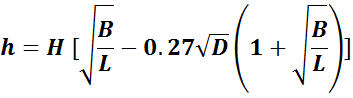 h = H [√(B/L) − 0.27√D (1 + √(B/L))]